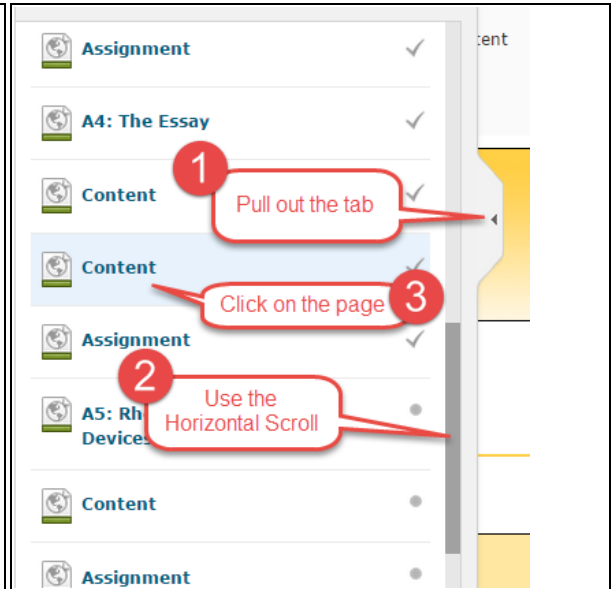 Assignment
tent
A4: The Essay
1
Content
Pull out the tab
Content
Click on the page
3
Assignment
2
Use the
Horizontal Scroll
A5:
Devices
Content
Assignment